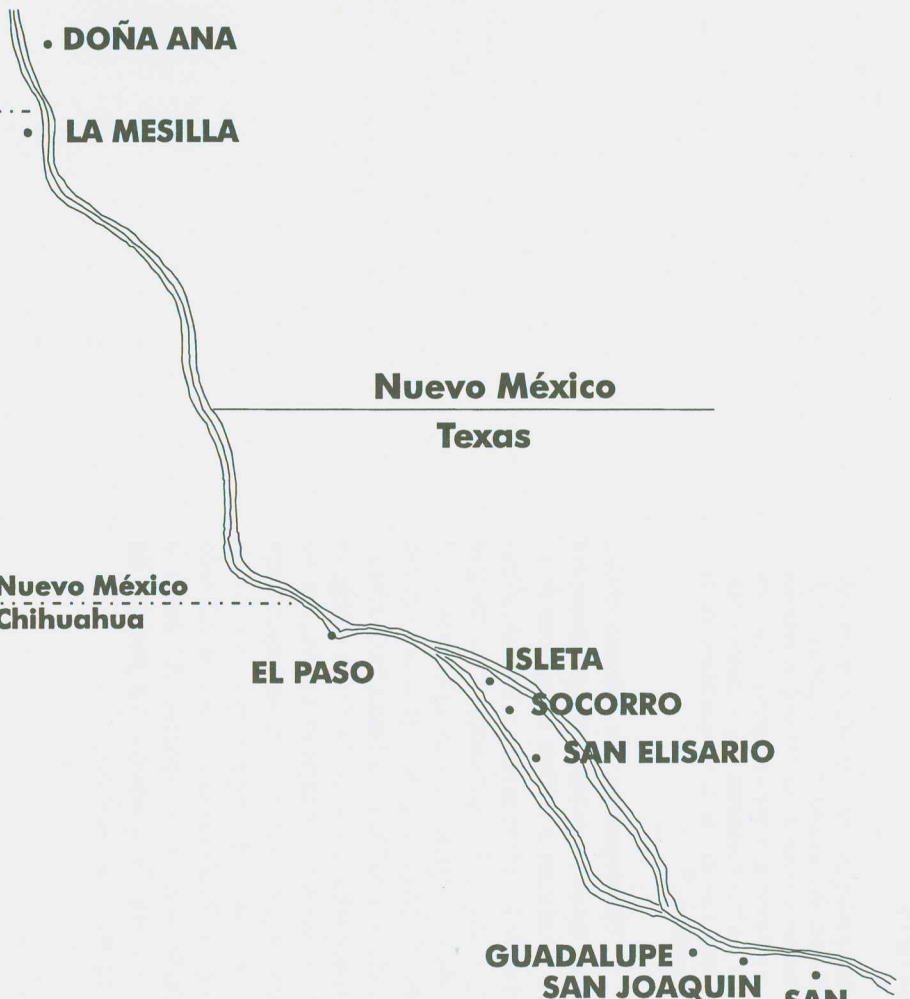 DOÑA ANA
LA MESILLA
Nuevo México
Texas
Nuevo México
Chihuahua
EL PASO
ISLETA
SOCORRO
SAN ELISARIO
GUADALUPE
SAN JOAQUIN
SAN